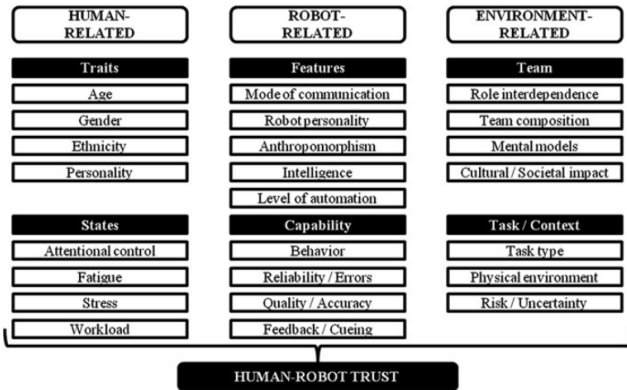 HUMAN-
RELATED
Traits
Age
Gender
Ethnicity
Personality
States
Attentional control
Fatigue
Stress
Workload
ROBOT-
RELATED
Features
Mode of communication
Robot personality
Anthropomorphism
Intelligence
Level of automation
Capability
Behavior
Reliability / Errors
Quality / Accuracy
Feedback / Cueing
ENVIRONMENT-
RELATED
Team
Role interdependence
Team composition
Mental models
Cultural / Societal impact
Task / Context
Task type
Physical environment
Risk / Uncertainty
HUMAN-ROBOT TRUST